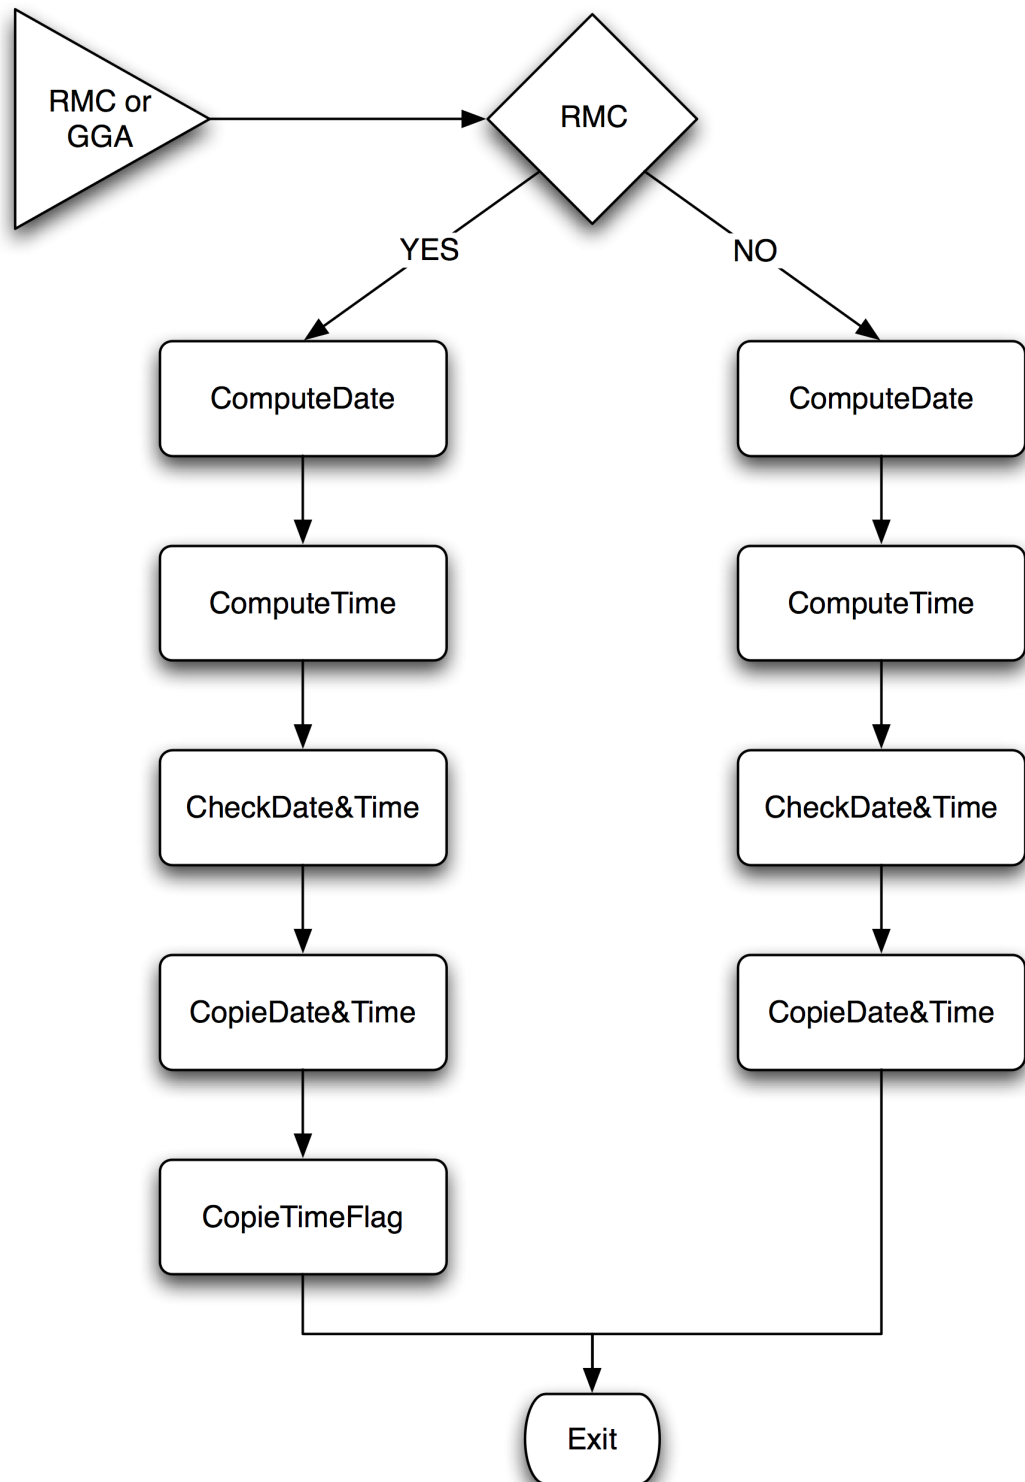 RMC or
GGA
RMC
YES
NO
ComputeDate
ComputeDate
ComputeTime
ComputeTime
CheckDate&Time
CheckDate&Time
CopieDate&Time
CopieDate&Time
CopieTimeFlag
Exit